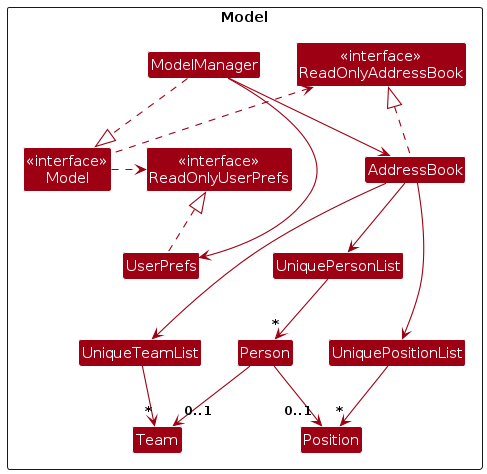 Model
«interface»
ReadOnlyAddressBook
ModelManager
«interface»
Model
«interface»
ReadOnlyUserPrefs
AddressBook
UserPrefs
UniquePersonList
*
UniqueTeamList
Person
UniquePositionList
*
0..1
0..1
*
Team
Position